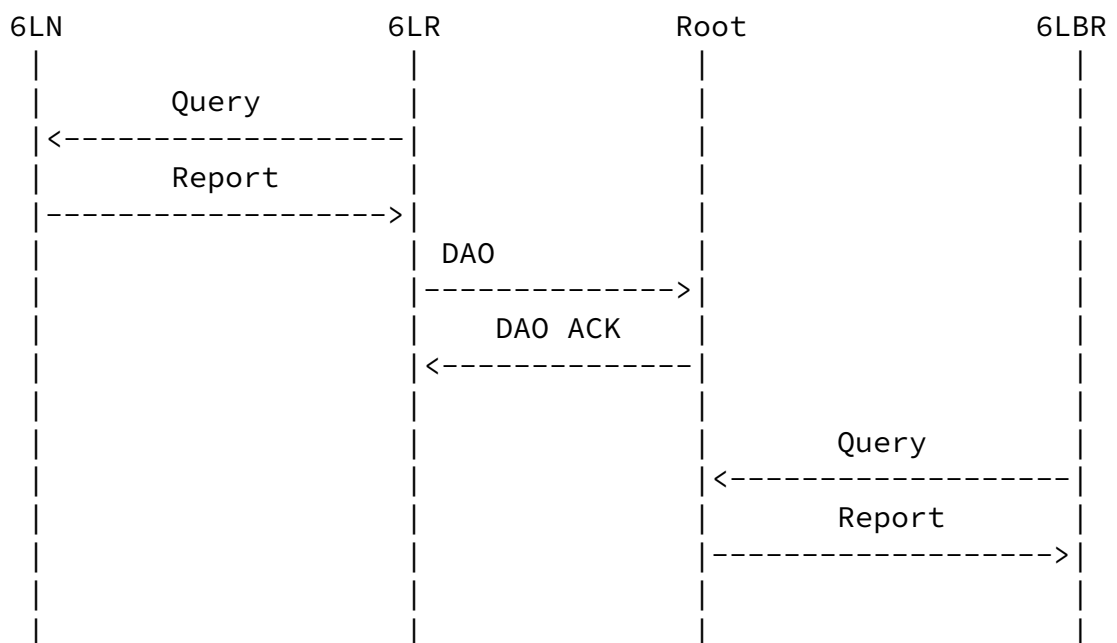 6LN 6LR Root 6LBR
Query
Report
DAO
DAO ACK
Query
Report